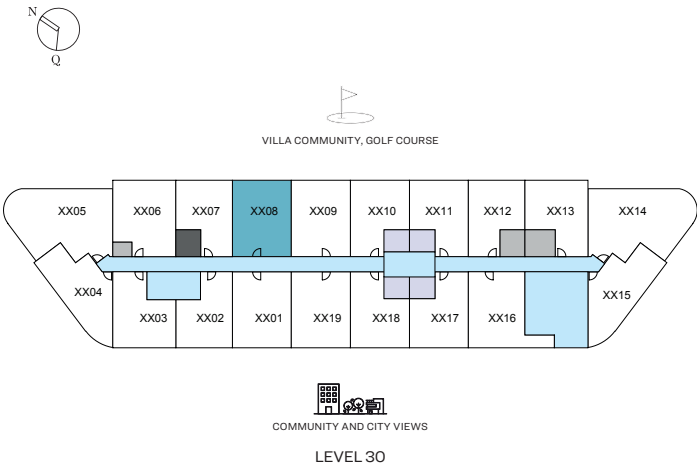 N
Q
VILLA COMMUNITY, GOLF COURSE
XX05 XX06 XX07 XX08 XX09 XX10 XX11 XX12 XX13 XX14
XX04 XX15
XX03 XX02 XX01 XX19 XX18 XX17 XX16
COMMUNITY AND CITY VIEWS
LEVEL 30